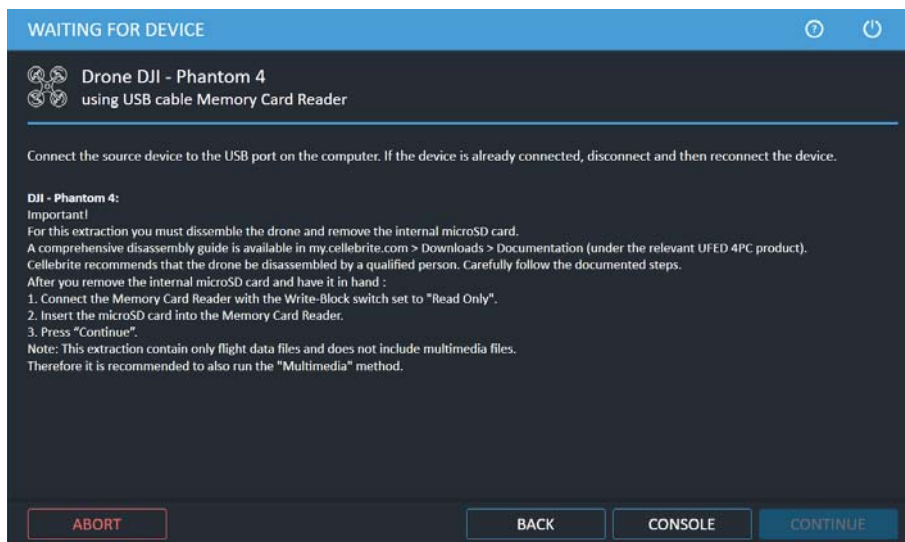 WAITING FOR DEVICE
Drone DJI - Phantom 4
using USB cable Memory Card Reader
Connect the source device to the USB port on the computer. If the device is already connected, disconnect and then reconnect the device.
DJI - Phantom 4:
Important!
For this extraction you must dissemble the drone and remove the internal microSD card.
A comprehensive disassembly guide is available in my.cellebrite.com > Downloads > Documentation (under the relevant UFED 4PC product).
Cellebrite recommends that the drone be disassembled by a qualified person. Carefully follow the documented steps.
After you remove the internal microSD card and have it in hand :
1. Connect the Memory Card Reader with the Write-Block switch set to "Read Only".
2. Insert the microSD card into the Memory Card Reader.
3. Press “Continue”.
Note: This extraction contain only flight data files and does not include multimedia files.
Therefore it is recommended to also run the "Multimedia" method.
ABORT BACK CONSOLE CONTINUE